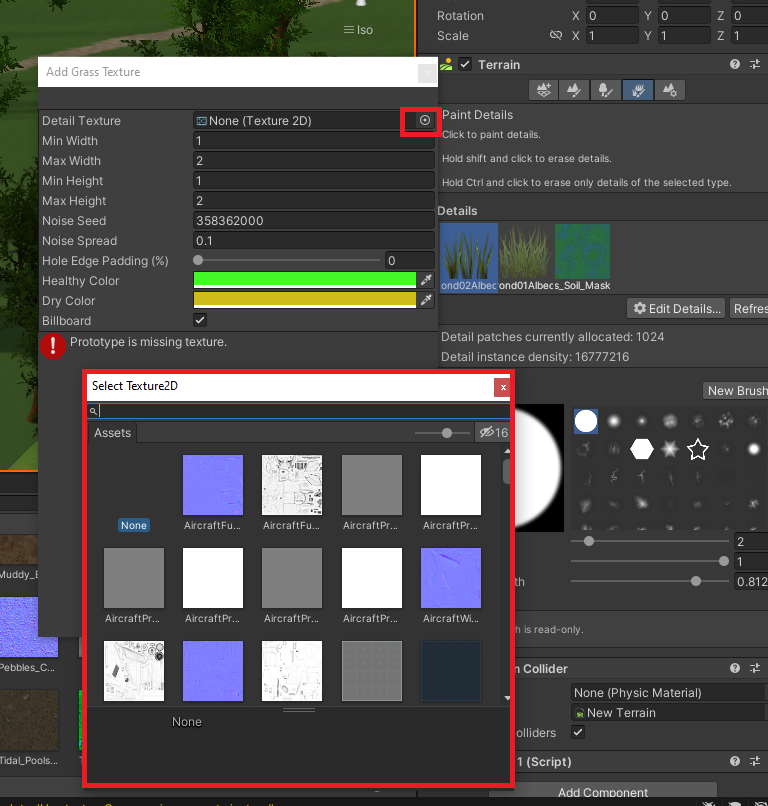 Rotation X 0 Y 0 Z 0
Scale X 1 Y 1 Z 1
Iso
Add Grass Texture
x
Terrain
Detail Texture None (Texture 2D)
Min Width 1
Max Width 2
Min Height 1
Max Height 2
Noise Seed 358362000
Noise Spread 0.1
Hole Edge Padding (%) 0
Healthy Color
Dry Color
Billboard
Prototype is missing texture.
Paint Details
Click to paint details.
Hold shift and click to erase details.
Hold Ctrl and click to erase only details of the selected type.
Details
ond02Albec ond01Albec s_Soil_Mask
Edit Details... Refres
Detail patches currently allocated: 1024
Detail instance density: 16777216
New Brush
Select Texture2D
x
Assets
16
None AircraftFu... AircraftFu... AircraftPr... AircraftPr...
AircraftPr... AircraftPr... AircraftPr... AircraftPr... AircraftWi...
None
2
1
th 0.812
h is read-only.
n Collider
None (Physic Material)
New Terrain
olliders
1 (Script)
Add Component
Muddy_E
Pebbles_C...
Tidal_Pools...